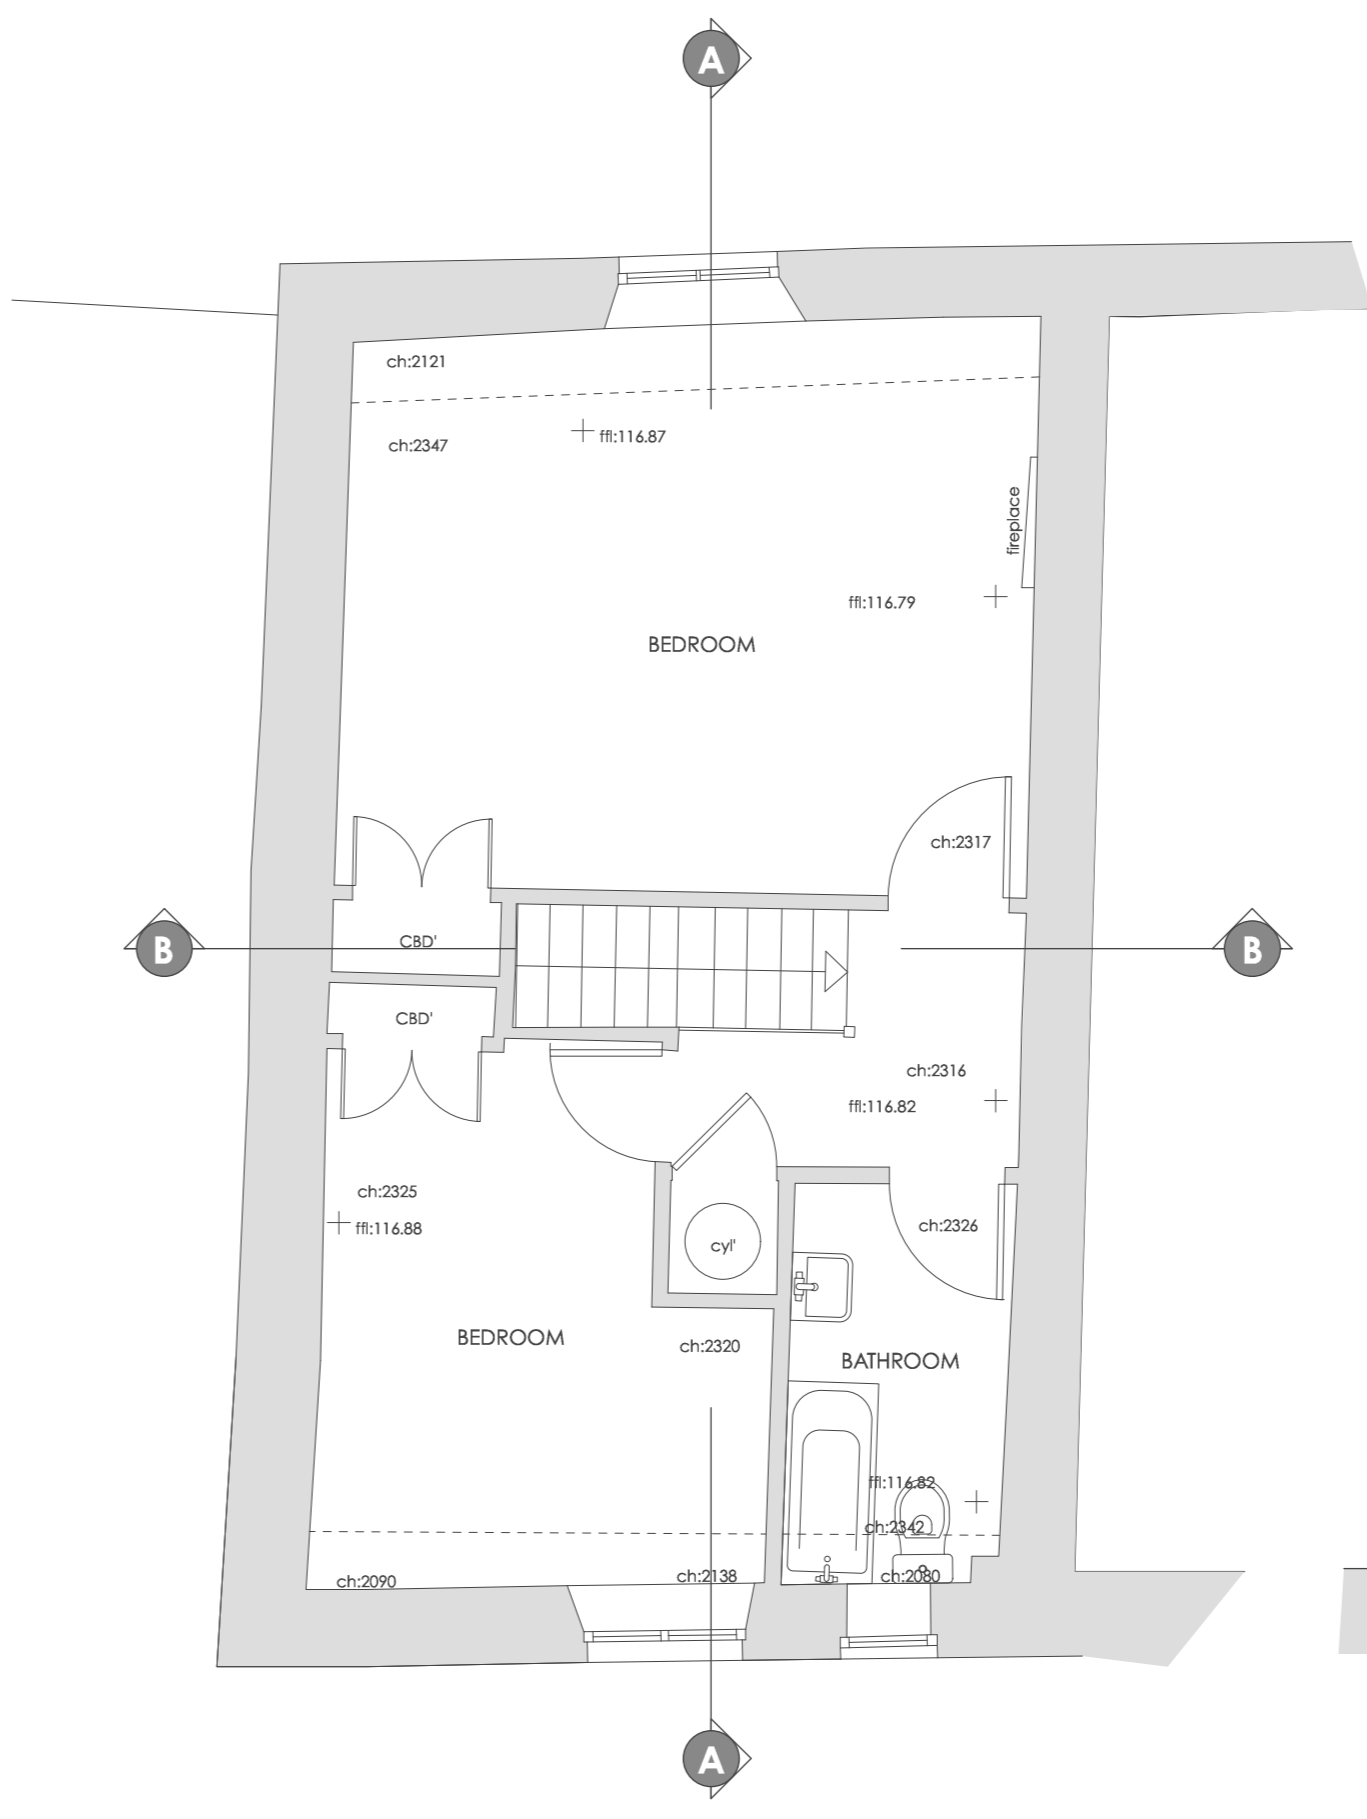 A
ch:2121
ch:2347
ffl:116.87
fireplace
ffl:116.79
BEDROOM
ch:2317
B
CBD'
B
CBD'
ch:2316
ffl:116.82
ch:2325
ffl:116.88
ch:2326
cyl'
BEDROOM
ch:2320
BATHROOM
ffl:116.82
ch:2342
ch:2090
ch:2138
ch:2080
A